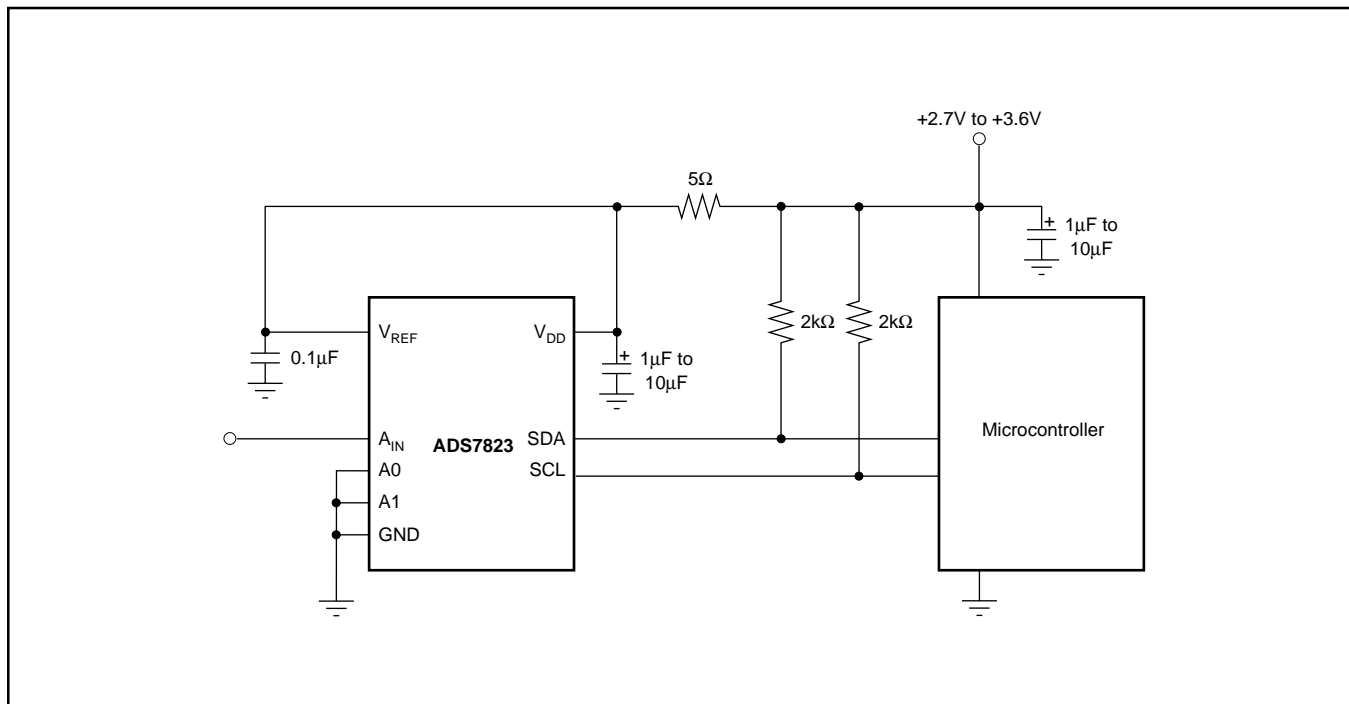 +2.7V to +3.6V
5Ω
+ 1µF to
10µF
2kΩ
2kΩ
VREF
VDD
0.1µF
+ 1µF to
10µF
AIN
ADS7823
SDA
Microcontroller
A0
SCL
A1
GND